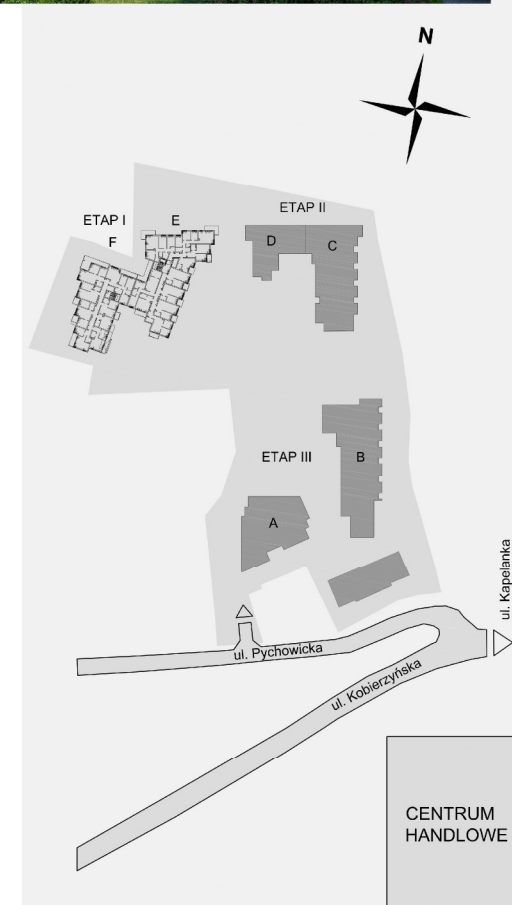 N
ETAP II
ETAP I
E
F
D
C
ETAP III
B
A
ul. Kapelanka
ul. Pychowicka
ul. Kobierzyńska
CENTRUM
HANDLOWE